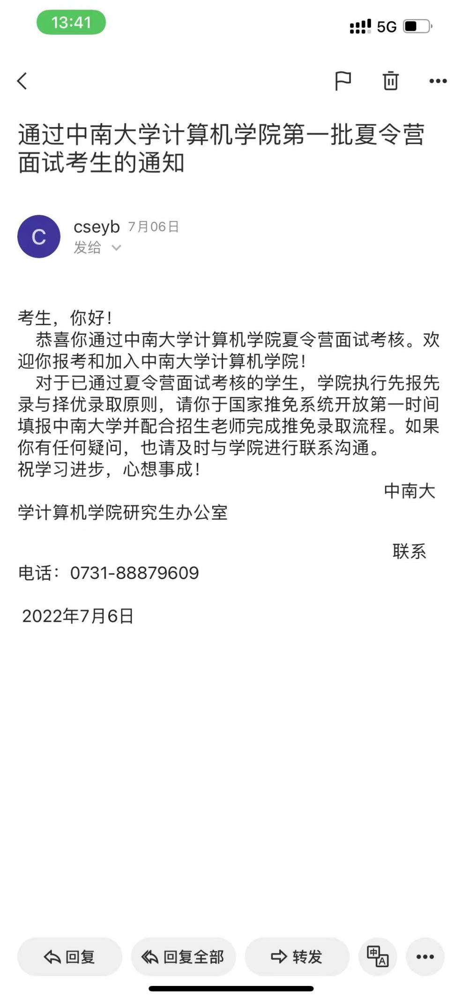 13:41
5G
通过中南大学计算机学院第一批夏令营
面试考生的通知
C
cseyb 7月06日
发给
考生，你好！
恭喜你通过中南大学计算机学院夏令营面试考核。欢
迎你报考和加入中南大学计算机学院！
对于已通过夏令营面试考核的学生，学院执行先报先
录与择优录取原则，请你于国家推免系统开放第一时间
填报中南大学并配合招生老师完成推免录取流程。如果
你有任何疑问，也请及时与学院进行联系沟通。
祝学习进步，心想事成！
中南大
学计算机学院研究生办公室
联系
电话：0731-88879609
2022年7月6日
回复 回复全部 转发 中A